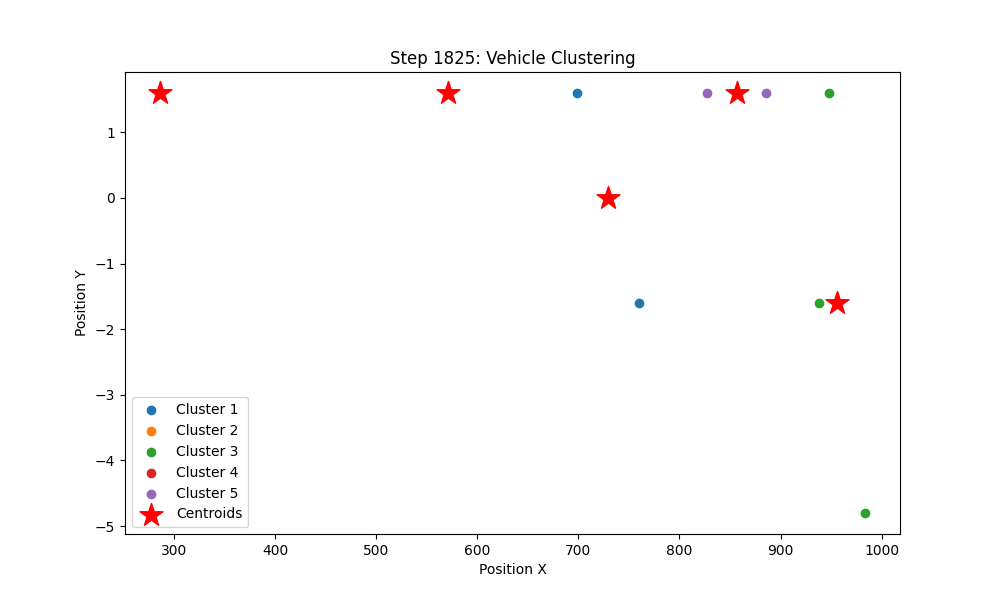 Step 1825: Vehicle Clustering
1
0
−1
−2
−3
−4
−5
Position Y
Cluster 1
Cluster 2
Cluster 3
Cluster 4
Cluster 5
Centroids
300 400 500 600 700 800 900 1000
Position X